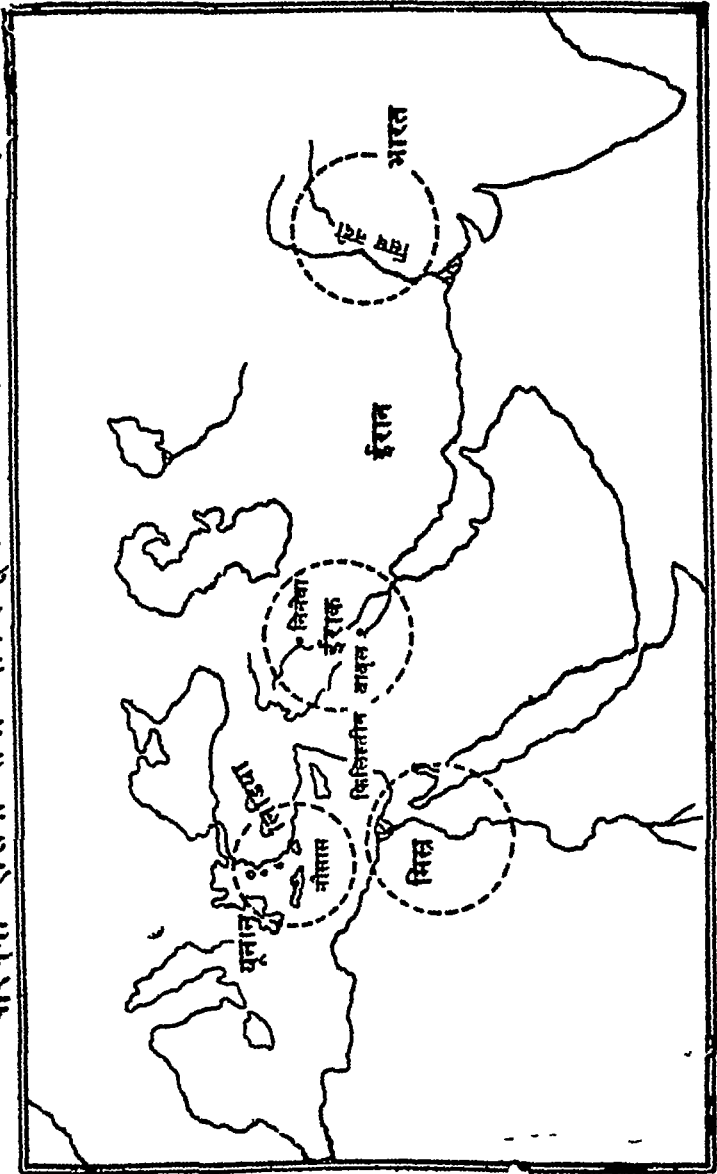 यूनान
लिडिया
नोसास
मिस्र
फिलिस्तीन
बाबुल
निनेवा
ईराक
ईरान
सिंध नदी
भारत